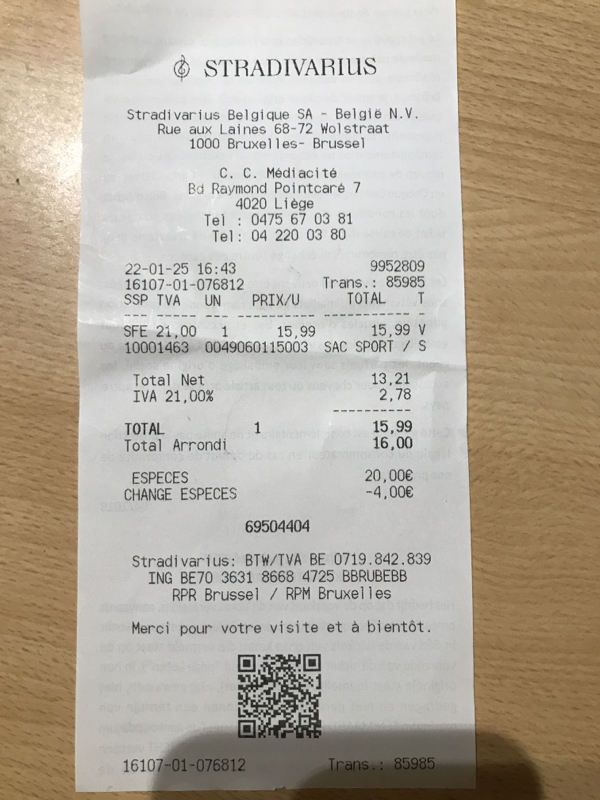 STRADIVARIUS
Stradivarius Belgique SA - België N.V.
Rue aux Laines 68-72 Wolstraat
1000 Bruxelles- Brussel
C. C. Médiacité
Bd Raymond Pointcaré 7
4020 Liège
Tel : 0475 67 03 81
Tel: 04 220 03 80
22-01-25 16:43 9952809
16107-01-076812 Trans.: 85985
SSP TVA UN PRIX/U TOTAL T
--- ----- -- ---------- ----------- -
SFE 21,00 1 15,99 15,99 V
10001463 0049060115003 SAC SPORT / S
Total Net 13,21
IVA 21,00% 2,78
----------
TOTAL 1 15,99
Total Arrondi 16,00
ESPECES 20,00€
CHANGE ESPECES -4,00€
69504404
Stradivarius: BTW/TVA BE 0719.842.839
ING BE70 3631 8668 4725 BBRUBEBB
RPR Brussel / RPM Bruxelles
Merci pour votre visite et à bientôt.
16107-01-076812 Trans.: 85985